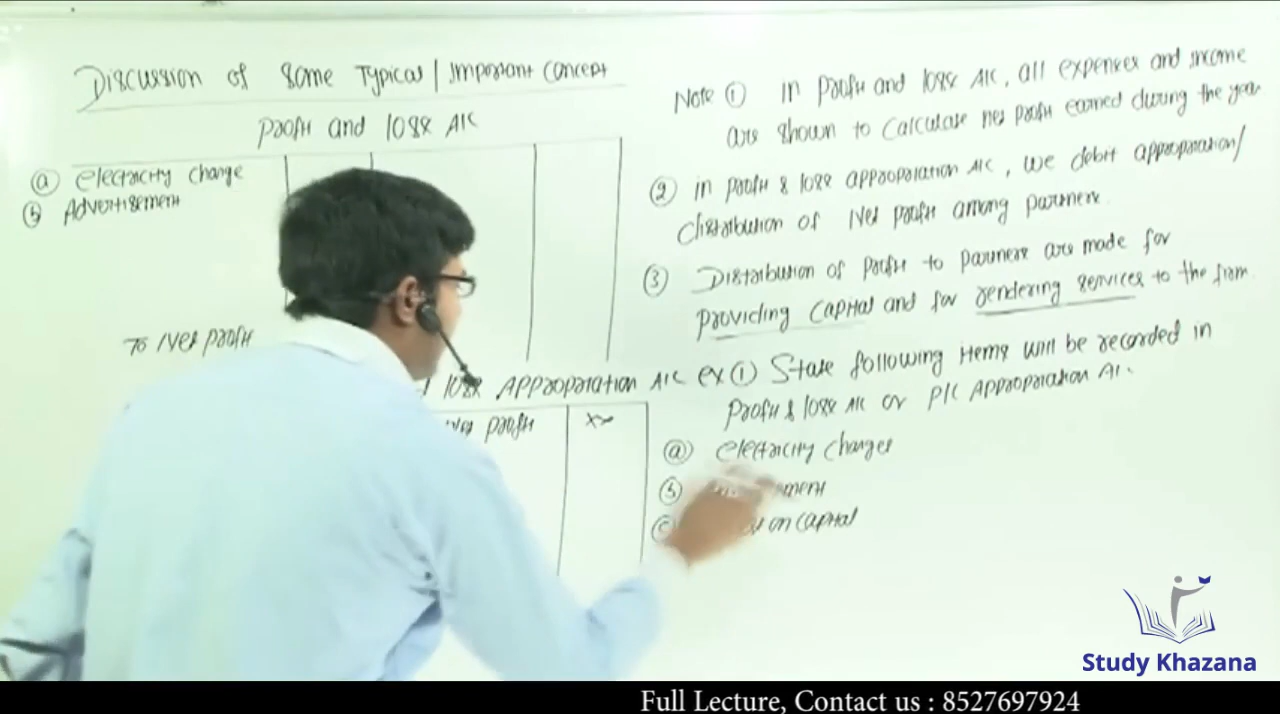 Discussion of Some Typical / Important Concept
Profit and loss A/C
(a) Electricity change
(b) Advertisement
To Net profit
loss Appropriation A/C
Net profit xx
Note (1) In Profit and loss A/C, all expenses and income
are shown to calculate net profit earned during the year
(2) In profit & loss appropriation A/C, we debit appropriation/
distribution of Net profit among partners.
(3) Distribution of profit to partners are made for
providing capital and for rendering services to the firm.
Ex (1) State following items will be recorded in
Profit & loss A/C or P/L Appropriation A/C.
(a) Electricity charges
(b) ment
(c) on capital
Study Khazana
Full Lecture, Contact us : 8527697924